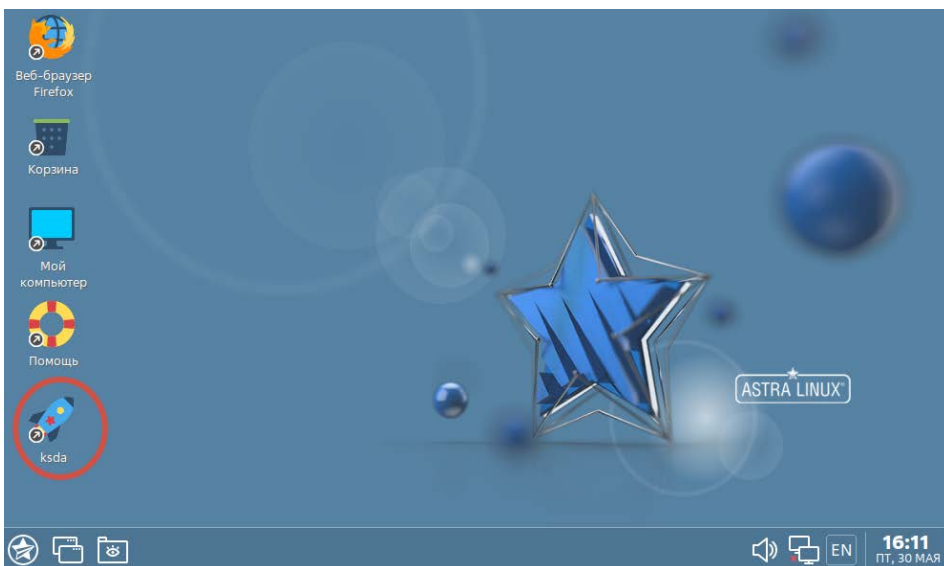 Веб-браузер
Firefox
Корзина
Мой
компьютер
Помощь
ksda
ASTRA LINUX®
EN
16:11
ПТ, 30 МАЯ